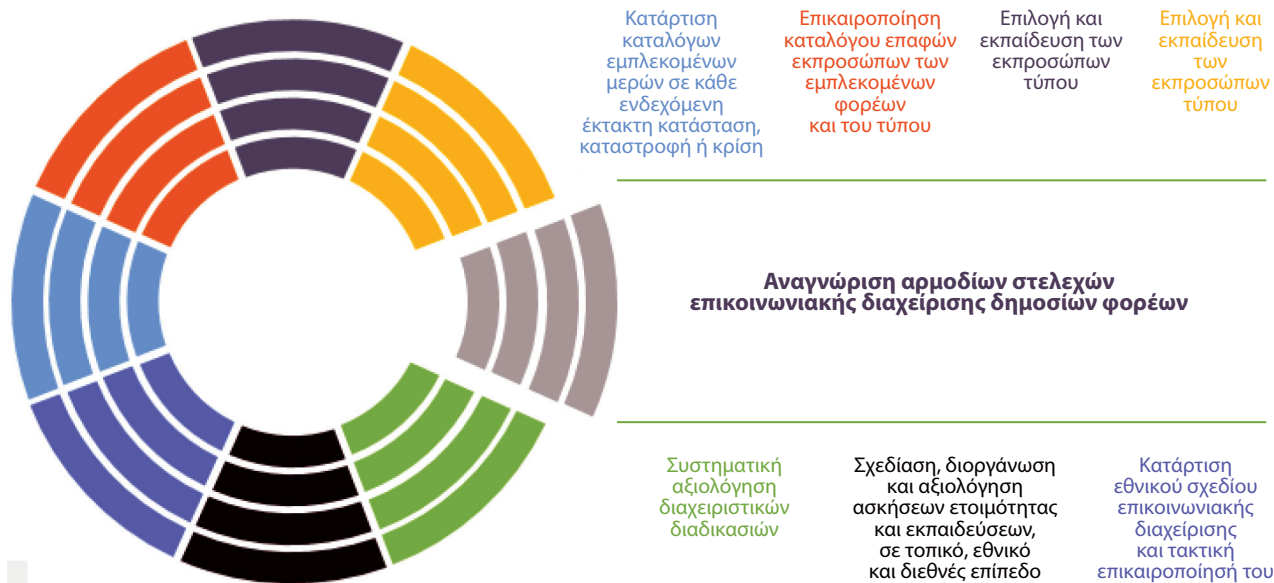 Κατάρτιση
καταλόγων
εμπλεκομένων
μερών σε κάθε
ενδεχόμενη
έκτακτη κατάσταση,
καταστροφή ή κρίση
Επικαιροποίηση
καταλόγου επαφών
εκπροσώπων των
εμπλεκομένων
φορέων
και του τύπου
Επιλογή και
εκπαίδευση των
εκπροσώπων
τύπου
Επιλογή και
εκπαίδευση
των
εκπροσώπων
τύπου
Αναγνώριση αρμοδίων στελεχών
επικοινωνιακής διαχείρισης δημοσίων φορέων
Συστηματική
αξιολόγηση
διαχειριστικών
διαδικασιών
Σχεδίαση, διοργάνωση
και αξιολόγηση
ασκήσεων ετοιμότητας
και εκπαιδεύσεων,
σε τοπικό, εθνικό
και διεθνές επίπεδο
Κατάρτιση
εθνικού σχεδίου
επικοινωνιακής
διαχείρισης
και τακτική
επικαιροποίησή του